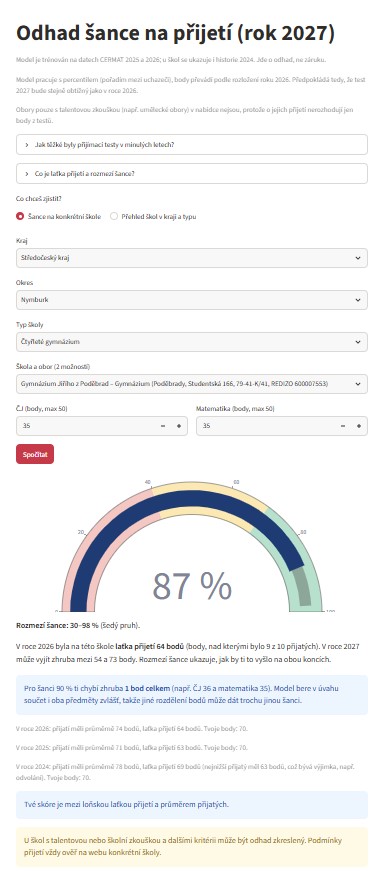 Odhad šance na přijetí (rok 2027)
Model je trénován na datech CERMAT 2025 a 2026; u škol se ukazuje i historie 2024. Jde o odhad, ne záruku.
Model pracuje s percentilem (pořadím mezi uchazeči), body převádí podle rozložení roku 2026. Předpokládá tedy, že test
2027 bude stejně obtížný jako v roce 2026.
Obory pouze s talentovou zkouškou (např. umělecké obory) v nabídce nejsou, protože o jejich přijetí nerozhodují jen
body z testů.
Jak těžké byly přijímací testy v minulých letech?
Co je laťka přijetí a rozmezí šance?
Co chceš zjistit?
Šance na konkrétní škole
Přehled škol v kraji a typu
Kraj
Středočeský kraj
Okres
Nymburk
Typ školy
Čtyřleté gymnázium
Škola a obor (2 možnosti)
Gymnázium Jiřího z Poděbrad – Gymnázium (Poděbrady, Studentská 166, 79-41-K/41, REDIZO 600007553)
ČJ (body, max 50)
Matematika (body, max 50)
35
35
Spočítat
40
60
20
80
0
100
87 %
Rozmezí šance: 30–98 % (šedý pruh).
V roce 2026 byla na této škole laťka přijetí 64 bodů (body, nad kterými bylo 9 z 10 přijatých). V roce 2027
může vyjít zhruba mezi 54 a 73 body. Rozmezí šance ukazuje, jak by ti to vyšlo na obou koncích.
Pro šanci 90 % ti chybí zhruba 1 bod celkem (např. ČJ 36 a matematika 35). Model bere v úvahu
součet i oba předměty zvlášť, takže jiné rozdělení bodů může dát trochu jinou šanci.
V roce 2026: přijatí měli průměrně 74 bodů, laťka přijetí 64 bodů. Tvoje body: 70.
V roce 2025: přijatí měli průměrně 71 bodů, laťka přijetí 63 bodů. Tvoje body: 70.
V roce 2024: přijatí měli průměrně 78 bodů, laťka přijetí 69 bodů (nejnižší přijatý měl 63 bodů, což bývá výjimka, např.
odvolání). Tvoje body: 70.
Tvé skóre je mezi loňskou laťkou přijetí a průměrem přijatých.
U škol s talentovou nebo školní zkouškou a dalšími kritérii může být odhad zkreslený. Podmínky
přijetí vždy ověř na webu konkrétní školy.